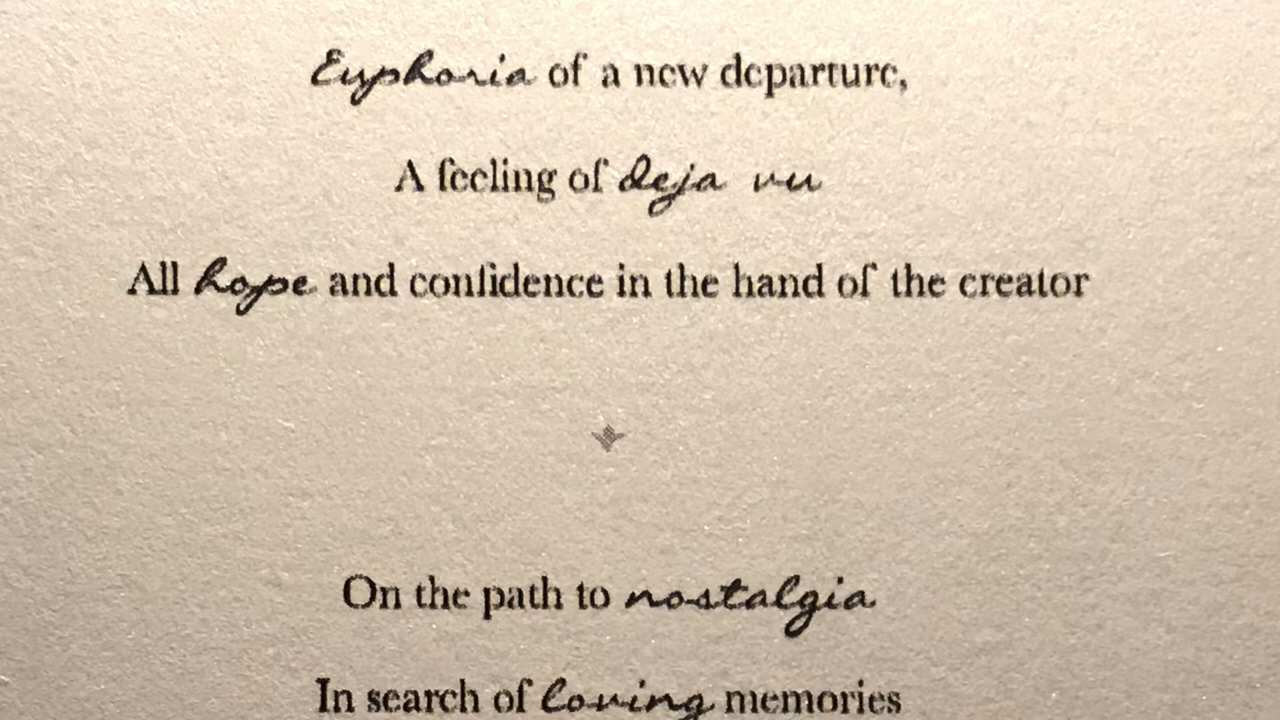 Euphoria of a new departure,
A feeling of deja vu
All hope and confidence in the hand of the creator
On the path to nostalgia
In search of loving memories